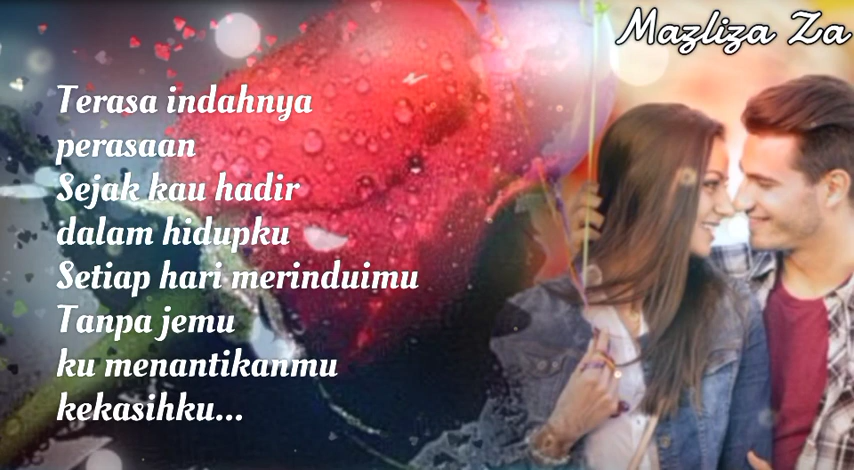 Mazliza Za
Terasa indahnya
perasaan
Sejak kau hadir
dalam hidupku
Setiap hari merinduimu
Tanpa jemu
ku menantikanmu
kekasihku...